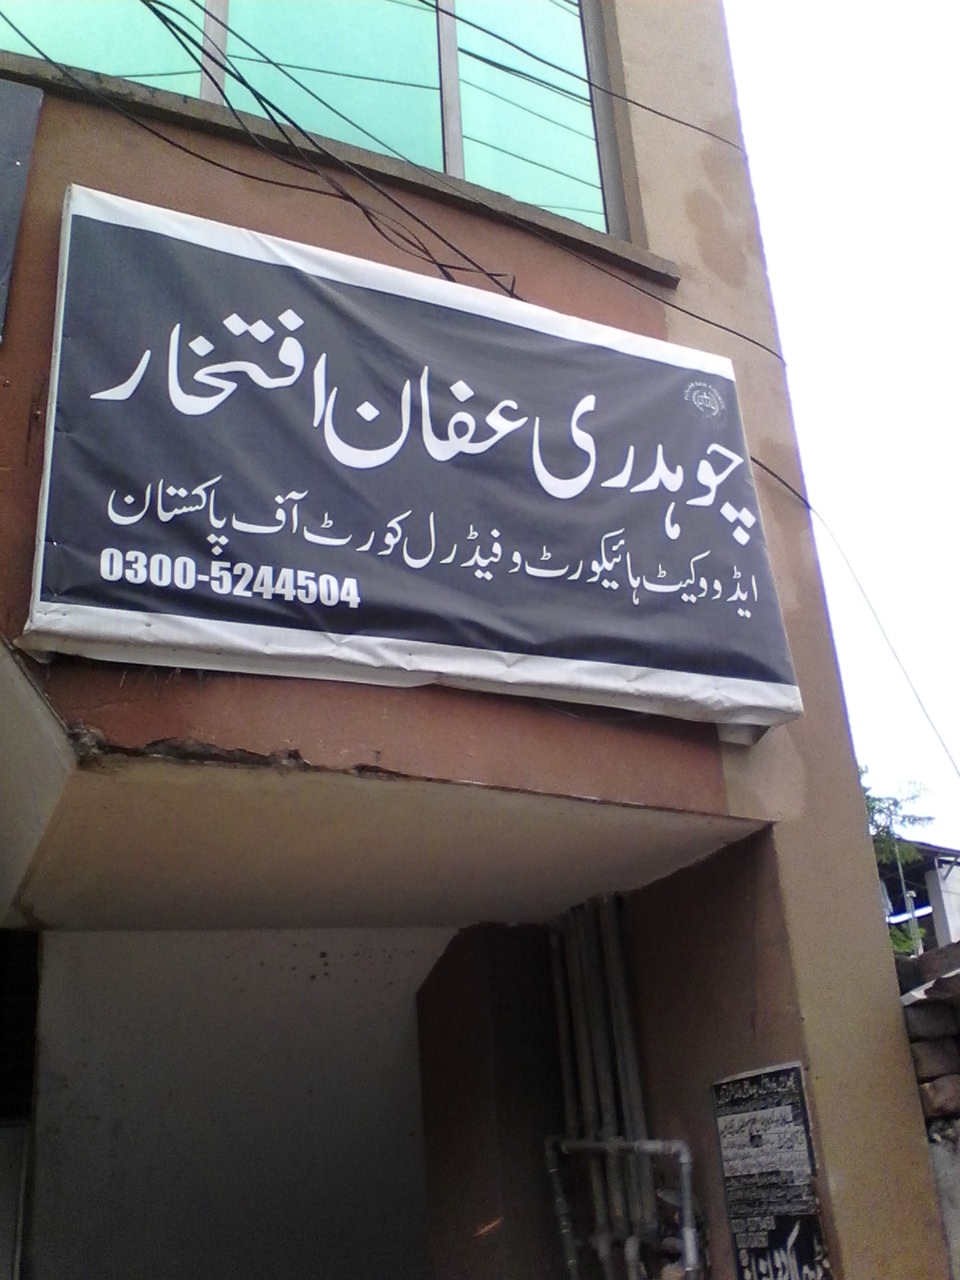 چوہدری عفان افتخار
ایڈووکیٹ ہائیکورٹ و فیڈرل کورٹ آف پاکستان
0300-5244504